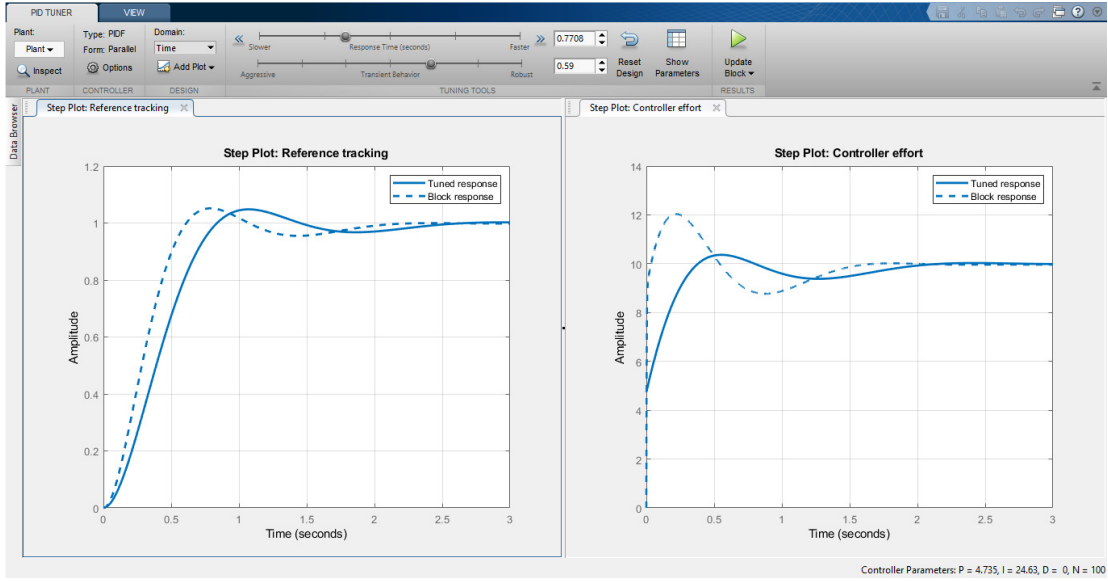 PID TUNER VIEW
Plant:
Plant
Inspect
PLANT
Type: PIDF
Form: Parallel
Options
CONTROLLER
Domain:
Time
Add Plot
DESIGN
Slower Response Time (seconds) Faster 0.7708
Aggressive Transient Behavior Robust 0.59
Reset
Design
Show
Parameters
TUNING TOOLS
Update
Block
RESULTS
Data Browser
Step Plot: Reference tracking
Step Plot: Reference tracking
Tuned response
Block response
Amplitude
1.2
1
0.8
0.6
0.4
0.2
0
0 0.5 1 1.5 2 2.5 3
Time (seconds)
Step Plot: Controller effort
Step Plot: Controller effort
Tuned response
Block response
Amplitude
14
12
10
8
6
4
2
0
0 0.5 1 1.5 2 2.5 3
Time (seconds)
Controller Parameters: P = 4.735, I = 24.63, D = 0, N = 100